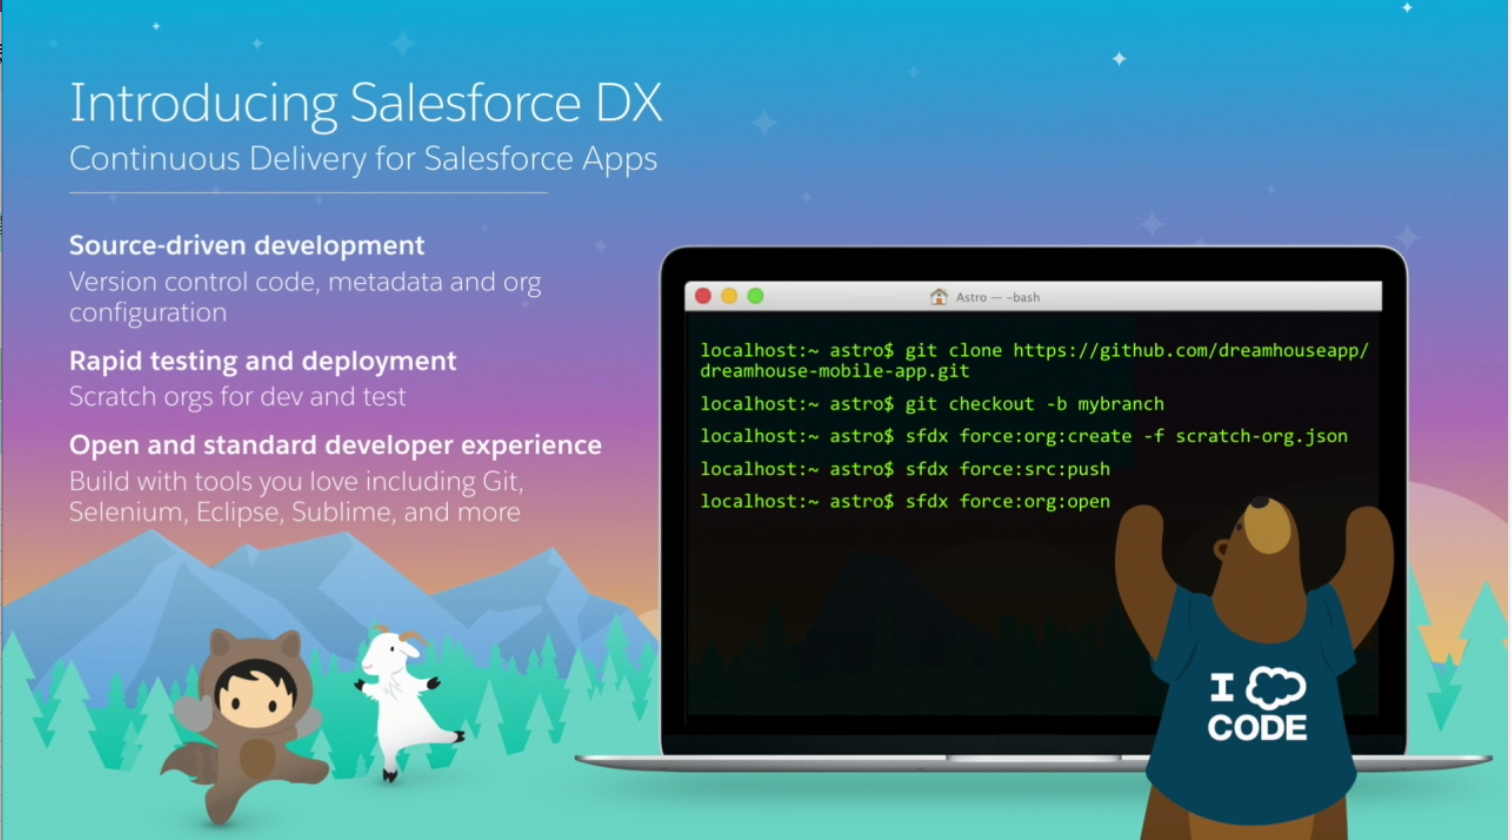 Introducing Salesforce DX
Continuous Delivery for Salesforce Apps
Source-driven development
Version control code, metadata and org
configuration
Rapid testing and deployment
Scratch orgs for dev and test
Open and standard developer experience
Build with tools you love including Git,
Selenium, Eclipse, Sublime, and more
Astro — -bash
localhost:~ astro$ git clone https://github.com/dreamhouseapp/
dreamhouse-mobile-app.git
localhost:~ astro$ git checkout -b mybranch
localhost:~ astro$ sfdx force:org:create -f scratch-org.json
localhost:~ astro$ sfdx force:src:push
localhost:~ astro$ sfdx force:org:open
I
CODE